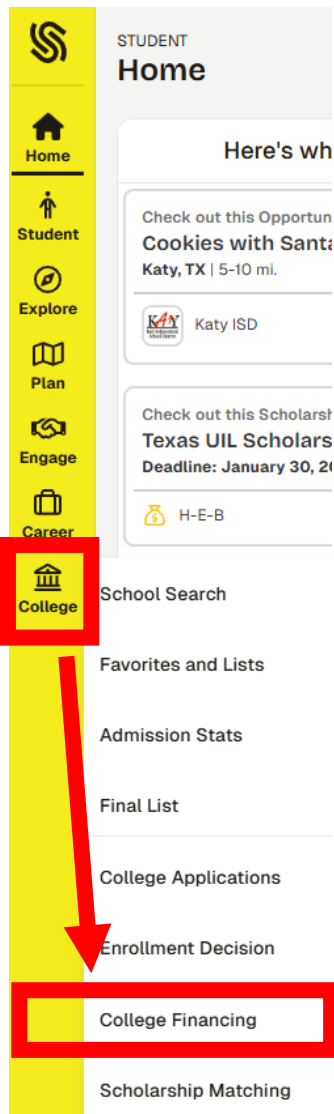 STUDENT
Home
Here's wh
Home
Student
Explore
Plan
Engage
Career
College
Check out this Opportun
Cookies with Santa
Katy, TX | 5-10 mi.
KATY
Katy ISD
Check out this Scholarsh
Texas UIL Scholars
Deadline: January 30, 20
H-E-B
School Search
Favorites and Lists
Admission Stats
Final List
College Applications
Enrollment Decision
College Financing
Scholarship Matching